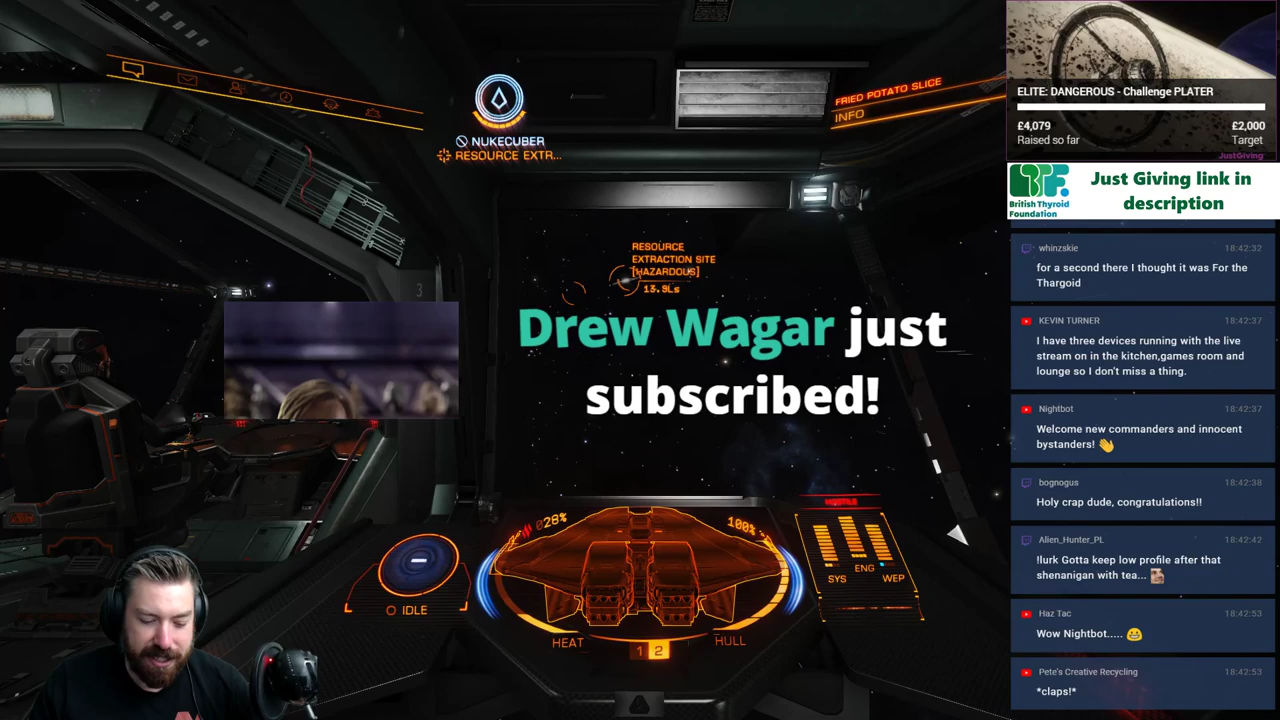 FRIED POTATO SLICE
INFO
NUKECUBER
RESOURCE EXTR...
3
RESOURCE
EXTRACTION SITE
[HAZARDOUS]
13.9Ls
Drew Wagar just
subscribed!
028%
100%
HOSTILE
SYS
ENG
WEP
IDLE
HEAT
HULL
1 2
ELITE: DANGEROUS - Challenge PLATER
£4,079
£2,000
Raised so far
Target
JustGiving
BTF.
British Thyroid
Foundation
Just Giving link in
description
whinzskie 18:42:32
for a second there I thought it was For the
Thargoid
KEVIN TURNER 18:42:37
I have three devices running with the live
stream on in the kitchen,games room and
lounge so I don't miss a thing.
Nightbot 18:42:37
Welcome new commanders and innocent
bystanders! 👋
bognogus 18:42:38
Holy crap dude, congratulations!!
Alien_Hunter_PL 18:42:42
!lurk Gotta keep low profile after that
shenanigan with tea...
Haz Tac 18:42:53
Wow Nightbot..... 😀
Pete's Creative Recycling 18:42:53
*claps!*